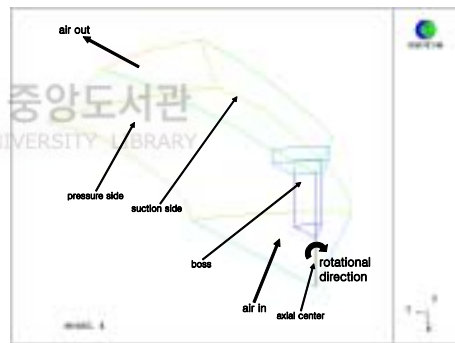 air out
중앙도서관
UNIVERSITY LIBRARY
pressure side
suction side
boss
rotational
direction
air in
axial center